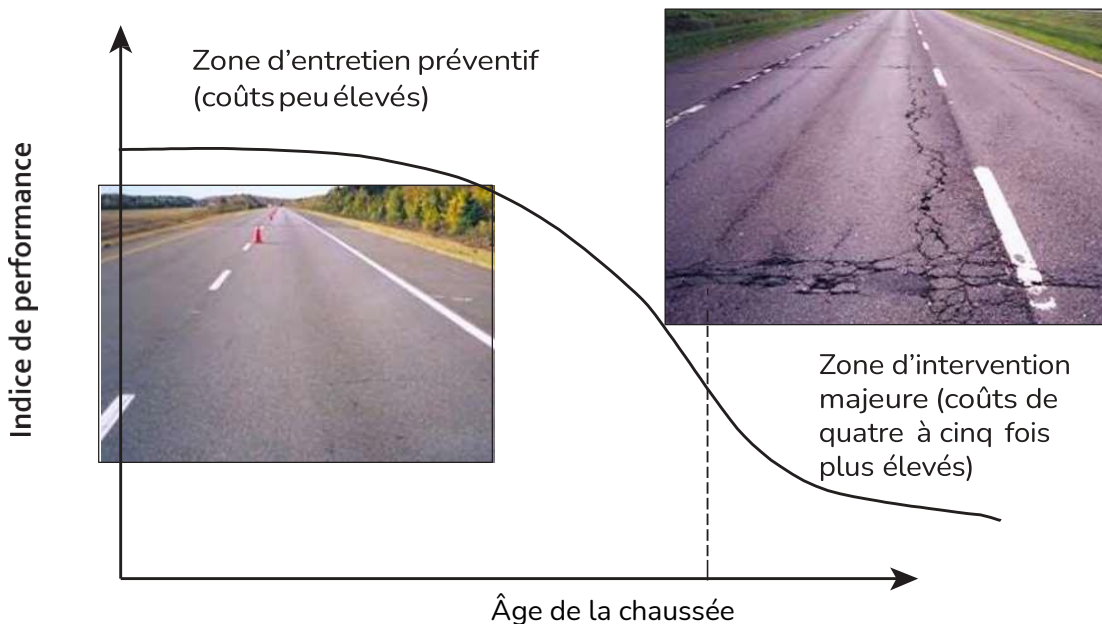 Zone d’entretien préventif
(coûts peu élevés)
Indice de performance
Zone d’intervention
majeure (coûts de
quatre à cinq fois
plus élevés)
Âge de la chaussée